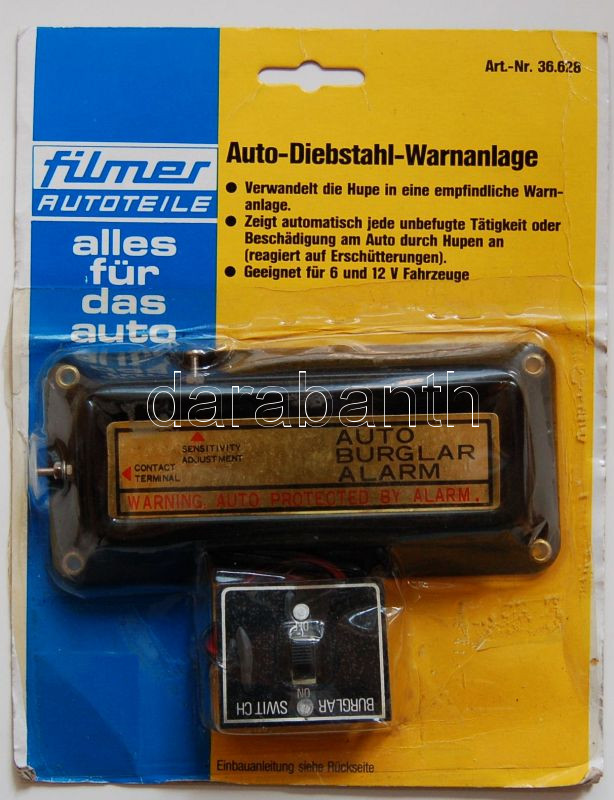 Art.-Nr. 36.628
filmer
AUTOTEILE
alles
für
das
auto
Auto-Diebstahl-Warnanlage
● Verwandelt die Hupe in eine empfindliche Warn-
anlage.
● Zeigt automatisch jede unbefugte Tätigkeit oder
Beschädigung am Auto durch Hupen an
(reagiert auf Erschütterungen).
● Geeignet für 6 und 12 V Fahrzeuge
darabanth
SENSITIVITY
ADJUSTMENT
CONTACT
TERMINAL
AUTO
BURGLAR
ALARM
WARNING. AUTO PROTECTED BY ALARM.
OFF
ON
BURGLAR SWITCH
Einbauanleitung siehe Rückseite